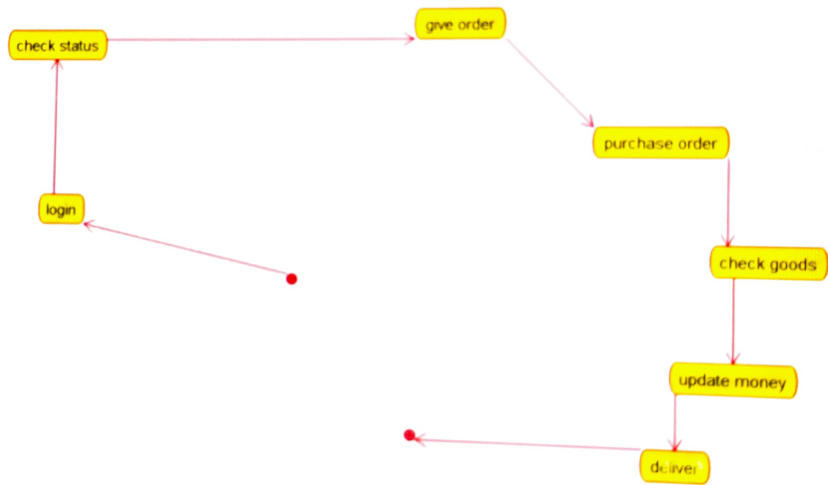 give order
check status
purchase order
login
check goods
update money
deliver